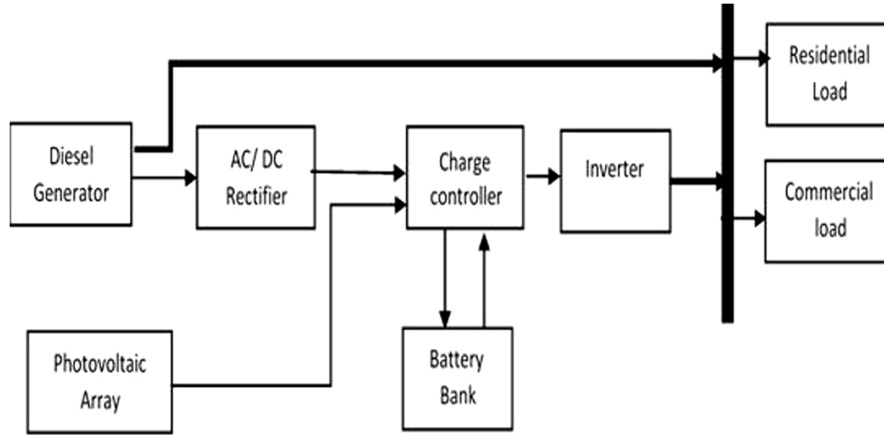 Diesel
Generator
AC/ DC
Rectifier
Charge
controller
Inverter
Residential
Load
Commercial
load
Photovoltaic
Array
Battery
Bank